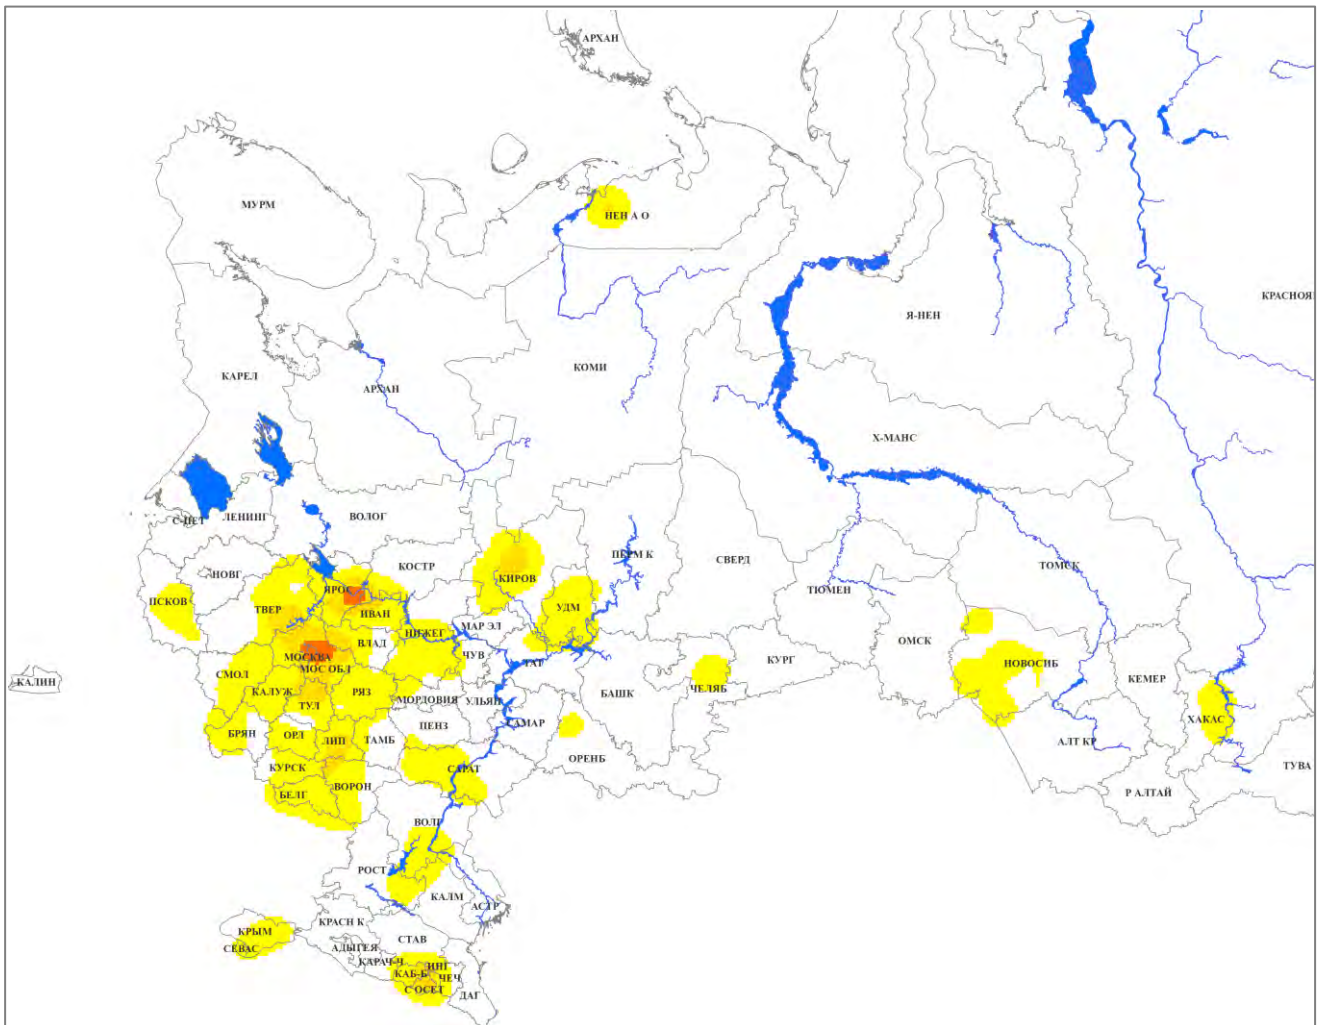 АРХАН
МУРМ
НЕН А О
КРАСНОЯ
Я-НЕН
КАРЕЛ
АРХАН
КОМИ
Х-МАНС
С-ПЕТ
ЛЕНИНГ
ВОЛОГ
ПЕРМ К
СВЕРД
ТОМСК
КОСТР
НОВГ
КИРОВ
ТЮМЕН
ПСКОВ
ЯРОС
ТВЕР
ИВАН
УДМ
МАР ЭЛ
НИЖЕГ
ОМСК
ВЛАД
ЧУВ
МОСКВА
ТАТ
КУРГ
НОВОСИБ
МОС ОБЛ
СМОЛ
КЕМЕР
КАЛИН
ЧЕЛЯБ
КАЛУЖ
РЯЗ
БАШК
МОРДОВИЯ
УЛЬЯН
ТУЛ
ХАКАС
САМАР
ПЕНЗ
БРЯН
ОРЛ
ЛИП
ТАМБ
АЛТ КР
ОРЕНБ
КУРСК
САРАТ
ТУВА
БЕЛГ
ВОРОН
Р АЛТАЙ
ВОЛГ
РОСТ
КАЛМ
АСТР
КРАСН К
КРЫМ
СТАВ
СЕВАС
АДЫГЕЯ
КАРАЧ-Ч
ИНГ
КАБ-Б
ЧЕЧ
С ОСЕТ
ДАГ